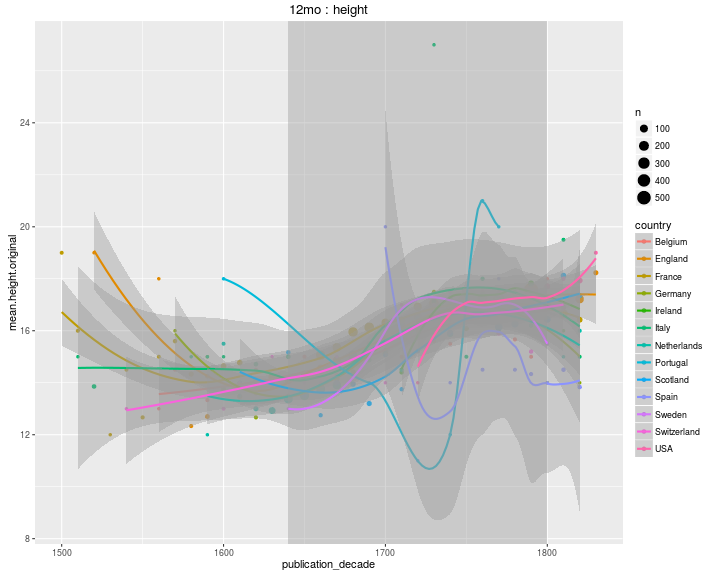 12mo : height
mean.height.original
24
20
16
12
8
1500
1600
1700
1800
publication_decade
n
100
200
300
400
500
country
Belgium
England
France
Germany
Ireland
Italy
Netherlands
Portugal
Scotland
Spain
Sweden
Switzerland
USA